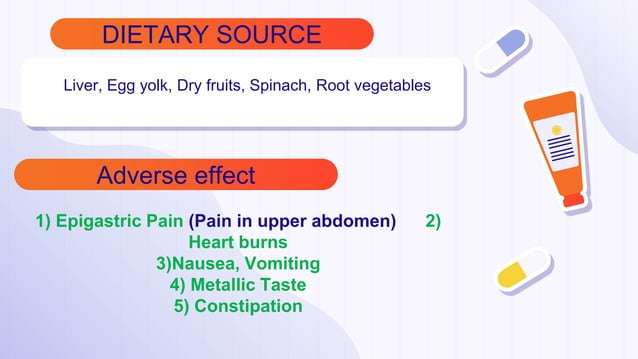 DIETARY SOURCE
Liver, Egg yolk, Dry fruits, Spinach, Root vegetables
Adverse effect
1) Epigastric Pain (Pain in upper abdomen) 2)
Heart burns
3)Nausea, Vomiting
4) Metallic Taste
5) Constipation